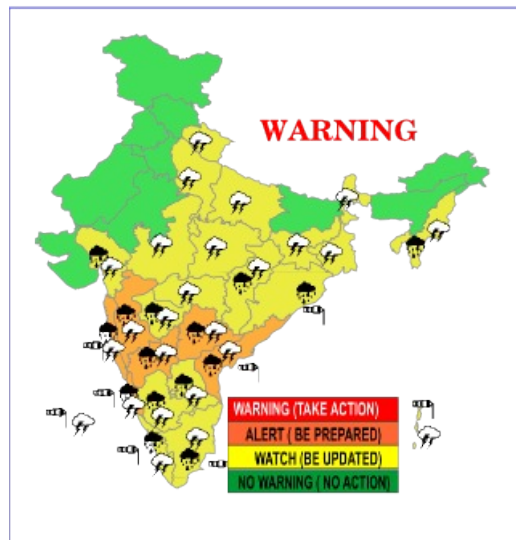 WARNING
WARNING (TAKE ACTION)
ALERT ( BE PREPARED)
WATCH (BE UPDATED)
NO WARNING ( NO ACTION)